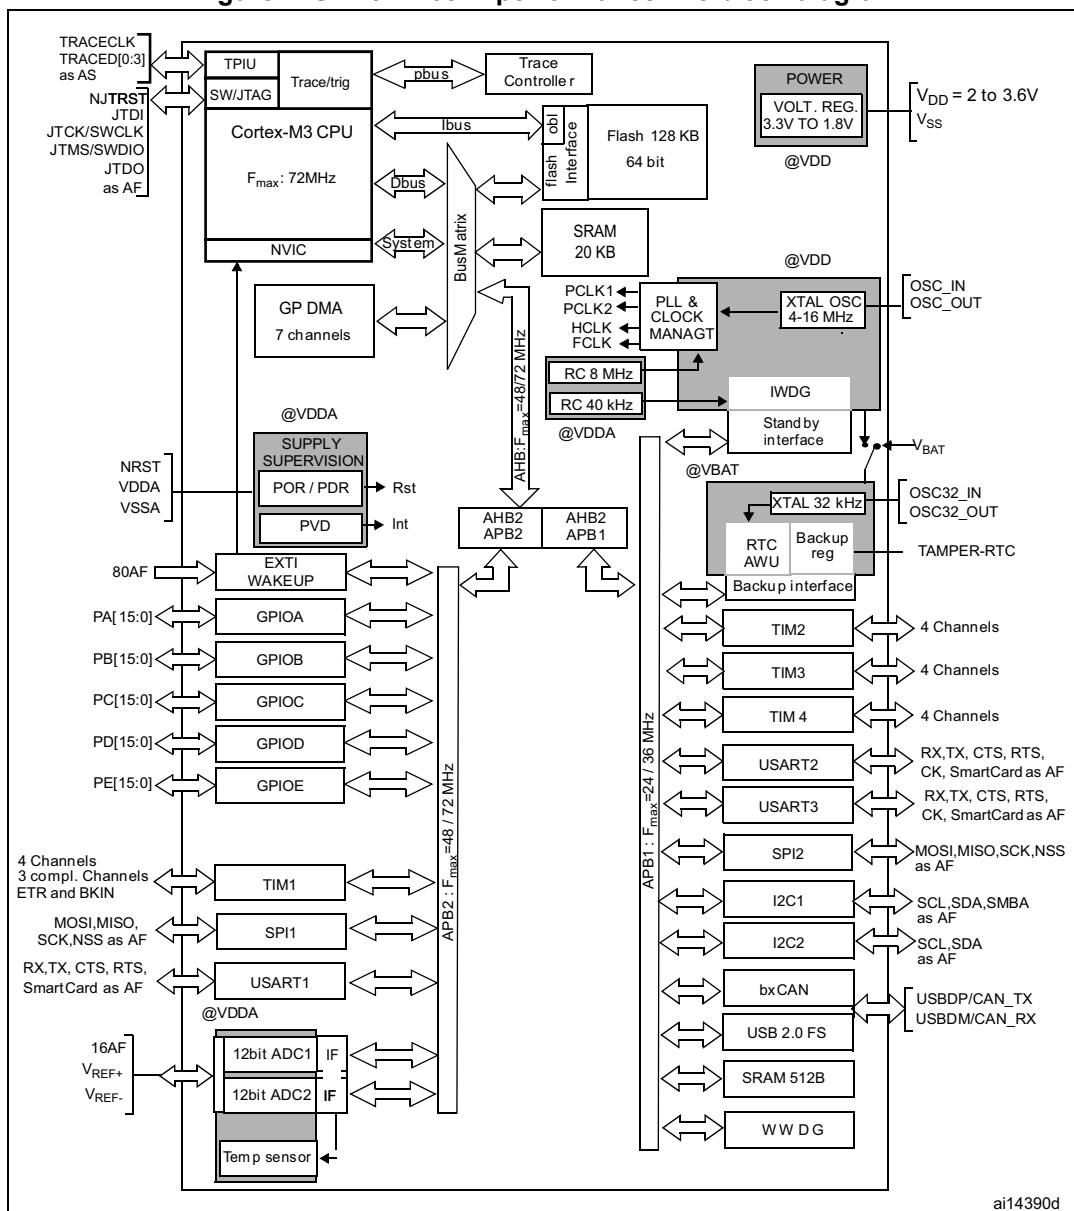 TRACECLK
TRACED[0:3]
as AS
NJTRST
JTDI
JTCK/SWCLK
JTMS/SWDIO
JTDO
as AF
TPIU
SW/JTAG
Trace/trig
Cortex-M3 CPU
Fmax: 72MHz
NVIC
pbus
Trace
Controller
Ibus
Dbus
System
BusMatrix
obl
flash
Interface
Flash 128 KB
64 bit
SRAM
20 KB
POWER
VOLT. REG.
3.3V TO 1.8V
@VDD
VDD = 2 to 3.6V
VSS
GP DMA
7 channels
AHB:Fmax=48/72 MHz
PCLK1
PCLK2
HCLK
FCLK
PLL &
CLOCK
MANAGT
@VDD
XTAL OSC
4-16 MHz
OSC_IN
OSC_OUT
RC 8 MHz
RC 40 kHz
@VDDA
IWDG
Standby
interface
VBAT
@VBAT
@VDDA
SUPPLY
SUPERVISION
POR / PDR
PVD
Rst
Int
NRST
VDDA
VSSA
AHB2
APB2
AHB2
APB1
XTAL 32 kHz
OSC32_IN
OSC32_OUT
RTC
AWU
Backup
reg
TAMPER-RTC
Backup interface
80AF
EXTI
WAKEUP
PA[15:0]
GPIOA
PB[15:0]
GPIOB
PC[15:0]
GPIOC
PD[15:0]
GPIOD
PE[15:0]
GPIOE
4 Channels
3 compl. Channels
ETR and BKIN
TIM1
MOSI,MISO,
SCK,NSS as AF
SPI1
RX,TX, CTS, RTS,
SmartCard as AF
USART1
@VDDA
16AF
VREF+
VREF-
12bit ADC1
IF
12bit ADC2
IF
Temp sensor
APB2 : Fmax=48 / 72 MHz
APB1 : Fmax=24 / 36 MHz
TIM2
4 Channels
TIM3
4 Channels
TIM 4
4 Channels
USART2
RX,TX, CTS, RTS,
CK, SmartCard as AF
USART3
RX,TX, CTS, RTS,
CK, SmartCard as AF
SPI2
MOSI,MISO,SCK,NSS
as AF
I2C1
SCL,SDA,SMBA
as AF
I2C2
SCL,SDA
as AF
bxCAN
USB 2.0 FS
USBDP/CAN_TX
USBDM/CAN_RX
SRAM 512B
WWDG
ai14390d